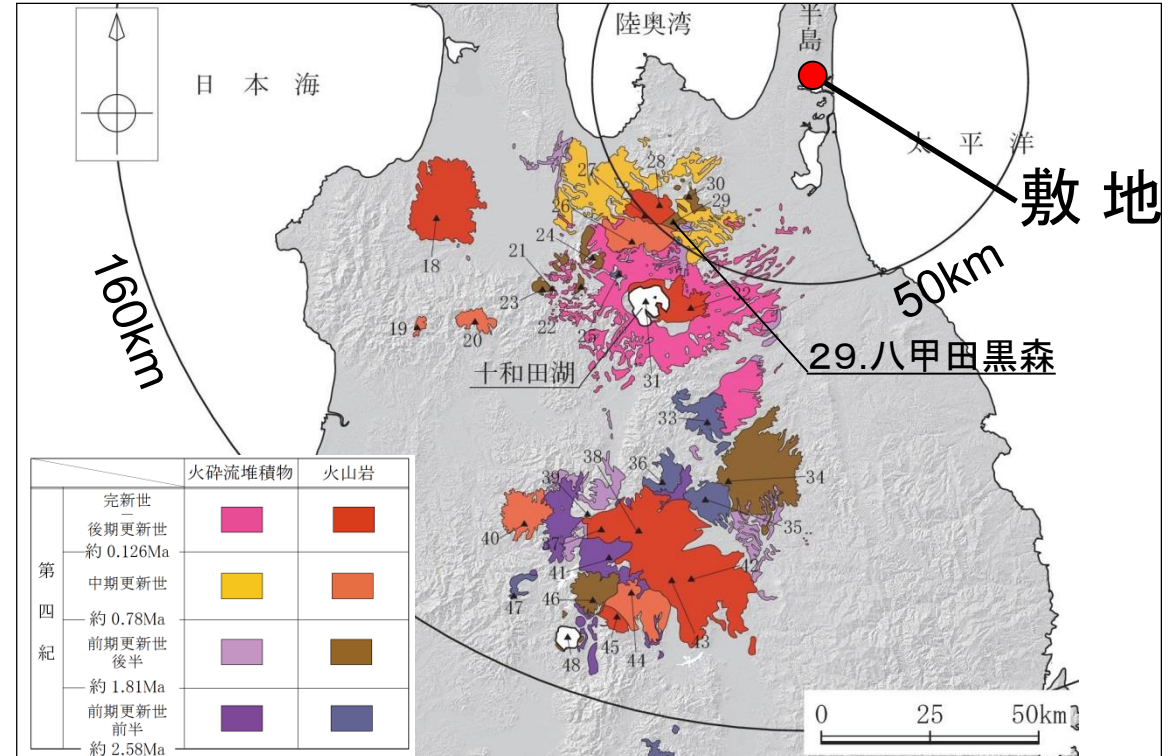 陸奥湾
半島
日本海
太平洋
敷地
160km
50km
29.八甲田黒森
十和田湖
18
19
20
21
22
23
24
25
26
27
28
29
30
31
32
33
34
35
36
37
38
39
40
41
42
43
44
45
46
47
48
火砕流堆積物 火山岩
第四紀
完新世
―
後期更新世
約 0.126Ma
中期更新世
約 0.78Ma
前期更新世
後半
約 1.81Ma
前期更新世
前半
約 2.58Ma
0 25 50km